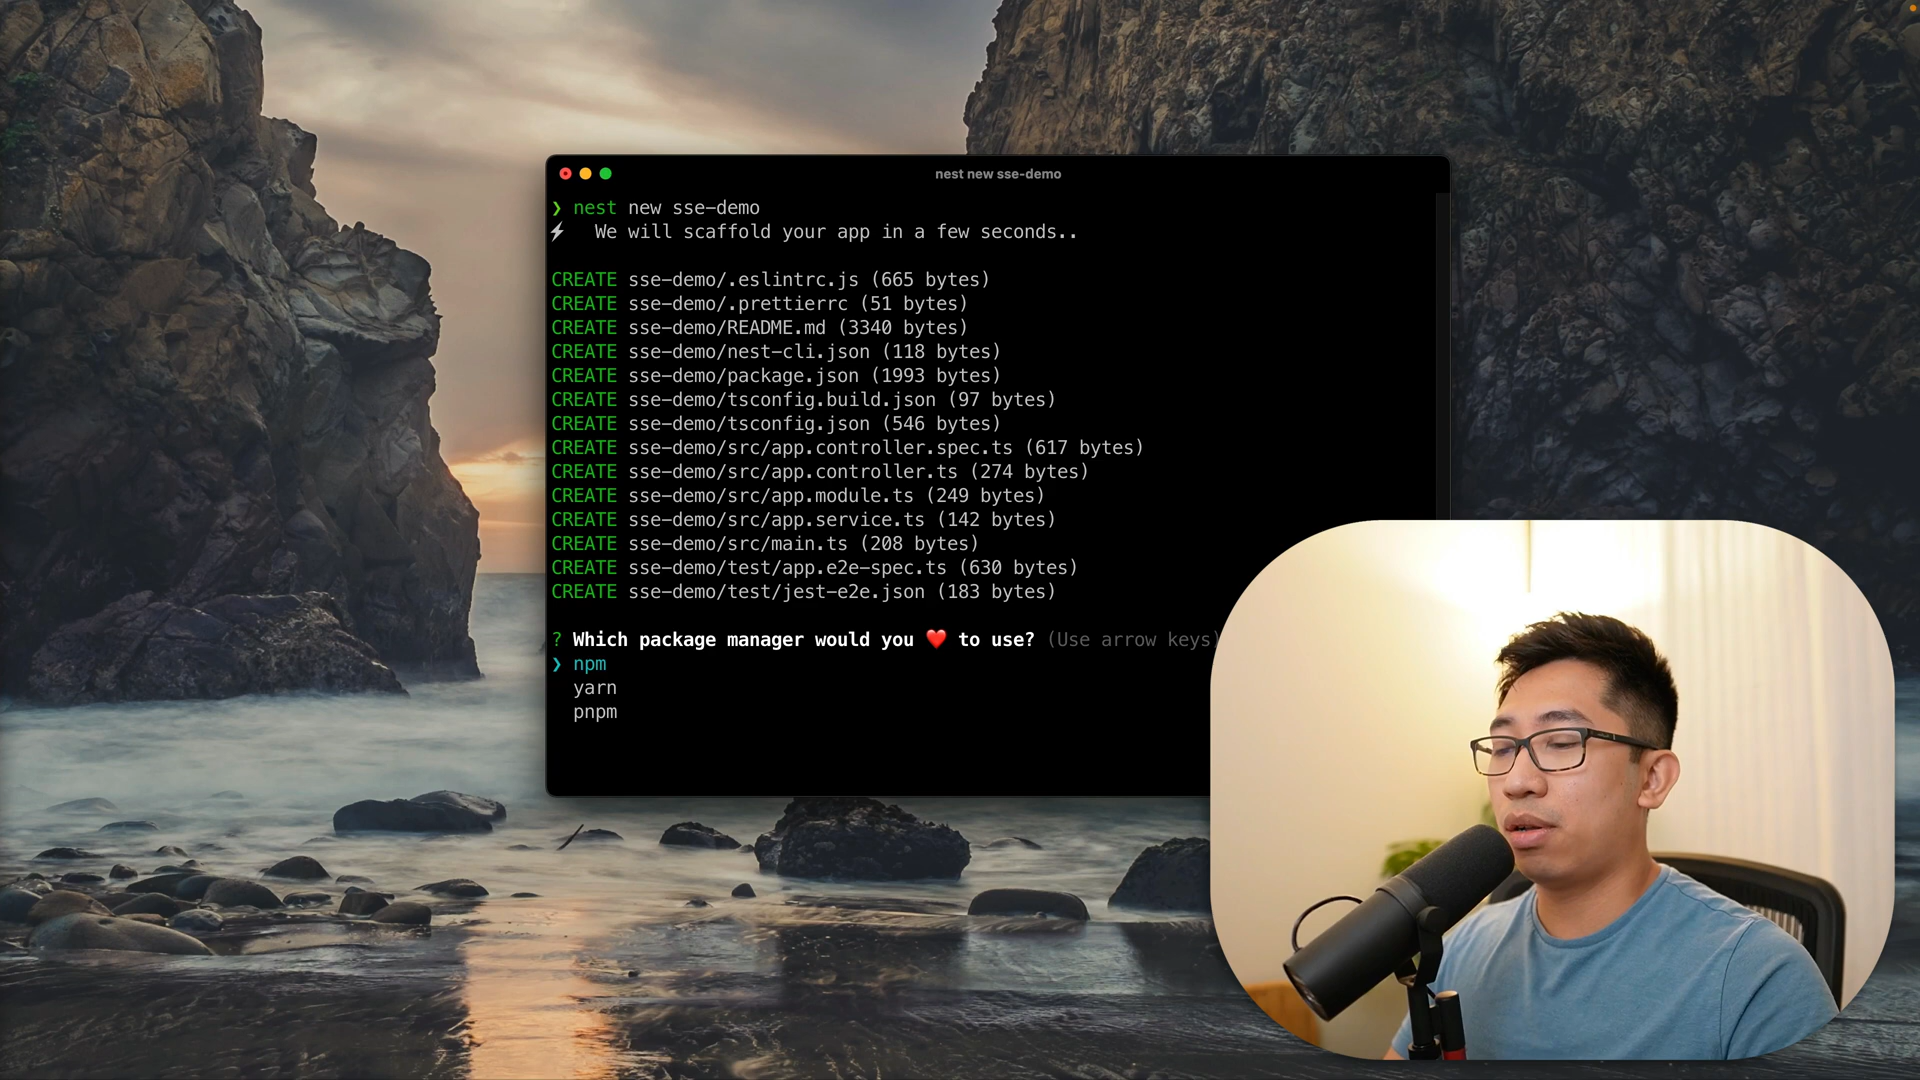 nest new sse-demo
❯ nest new sse-demo
⚡ We will scaffold your app in a few seconds..
CREATE sse-demo/.eslintrc.js (665 bytes)
CREATE sse-demo/.prettierrc (51 bytes)
CREATE sse-demo/README.md (3340 bytes)
CREATE sse-demo/nest-cli.json (118 bytes)
CREATE sse-demo/package.json (1993 bytes)
CREATE sse-demo/tsconfig.build.json (97 bytes)
CREATE sse-demo/tsconfig.json (546 bytes)
CREATE sse-demo/src/app.controller.spec.ts (617 bytes)
CREATE sse-demo/src/app.controller.ts (274 bytes)
CREATE sse-demo/src/app.module.ts (249 bytes)
CREATE sse-demo/src/app.service.ts (142 bytes)
CREATE sse-demo/src/main.ts (208 bytes)
CREATE sse-demo/test/app.e2e-spec.ts (630 bytes)
CREATE sse-demo/test/jest-e2e.json (183 bytes)
? Which package manager would you ❤️ to use? (Use arrow keys)
❯ npm
yarn
pnpm